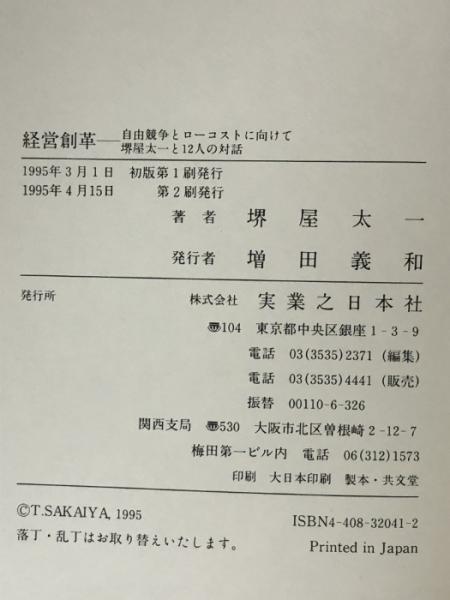 経営創革――自由競争とローコストに向けて
堺屋太一と12人の対話
1995年3月1日 初版第1刷発行
1995年4月15日 第2刷発行
著者 堺屋太一
発行者 増田義和
発行所 株式会社 実業之日本社
〠104 東京都中央区銀座1-3-9
電話 03(3535)2371(編集)
電話 03(3535)4441(販売)
振替 00110-6-326
関西支局 〠530 大阪市北区曽根崎2-12-7
梅田第一ビル内 電話 06(312)1573
印刷 大日本印刷 製本・共文堂
©T.SAKAIYA, 1995 ISBN4-408-32041-2
落丁・乱丁はお取り替えいたします。 Printed in Japan